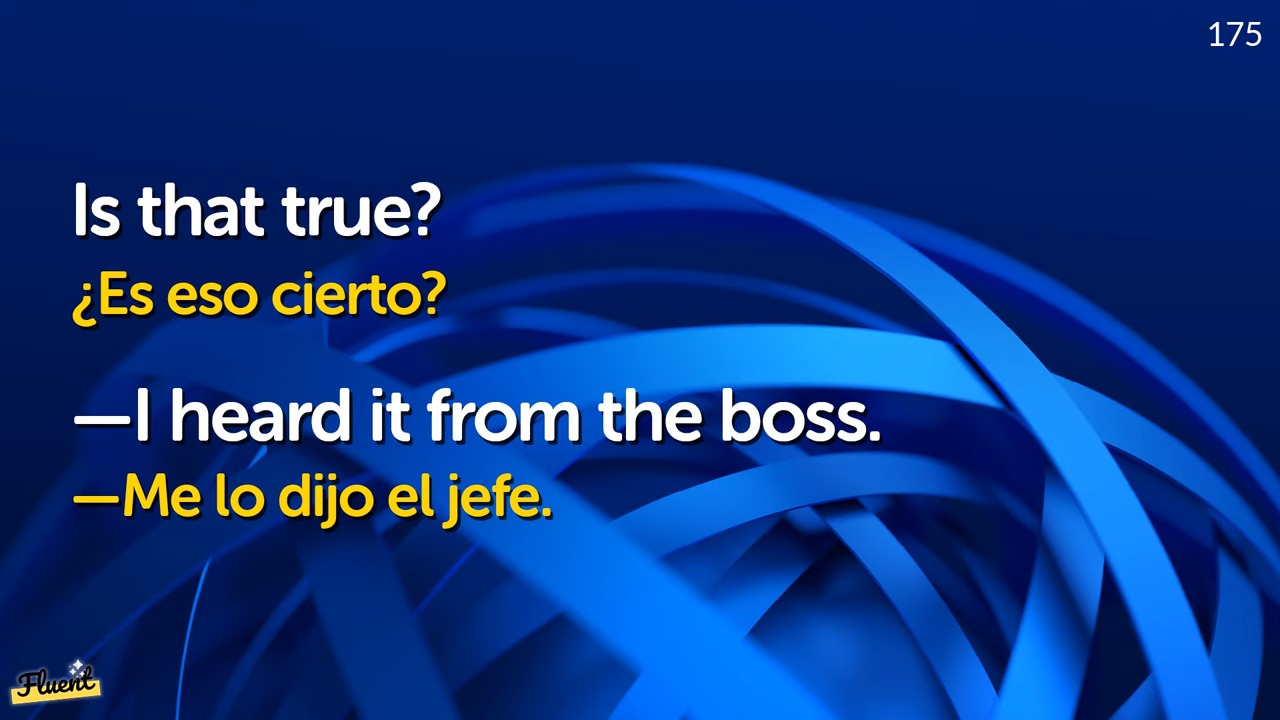 175
Is that true?
¿Es eso cierto?
—I heard it from the boss.
—Me lo dijo el jefe.
Fluent